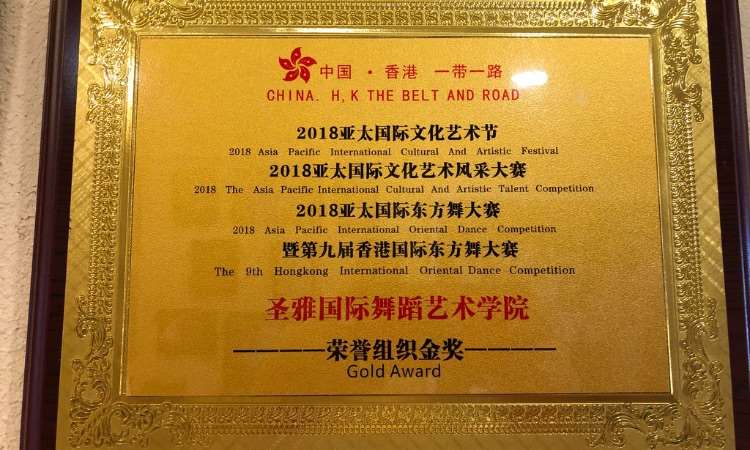 中国·香港 一带一路
CHINA. H, K THE BELT AND ROAD
2018亚太国际文化艺术节
2018 Asia Pacific International Cultural And Artistic Festival
2018亚太国际文化艺术风采大赛
2018 The Asia Pacific International Cultural And Artistic Talent Competition
2018亚太国际东方舞大赛
2018 Asia Pacific International Oriental Dance Competition
暨第九届香港国际东方舞大赛
The 9th Hongkong International Oriental Dance Competition
圣雅国际舞蹈艺术学院
————荣誉组织金奖————
Gold Award